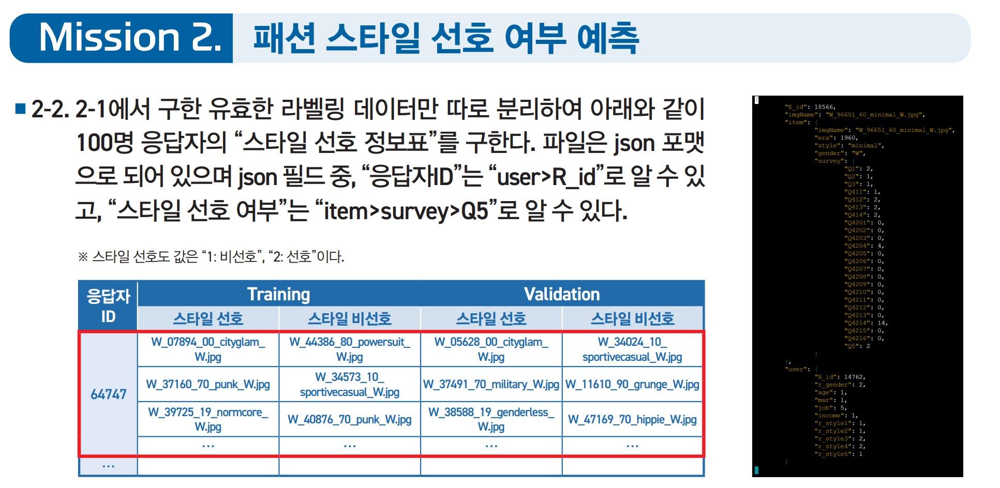 Mission 2. 패션 스타일 선호 여부 예측
■ 2-2. 2-1에서 구한 유효한 라벨링 데이터만 따로 분리하여 아래와 같이
100명 응답자의 “스타일 선호 정보표”를 구한다. 파일은 json 포맷
으로 되어 있으며 json 필드 중, “응답자ID”는 “user>R_id”로 알 수 있
고, “스타일 선호 여부”는 “item>survey>Q5”로 알 수 있다.
※ 스타일 선호도 값은 “1: 비선호”, “2: 선호”이다.
응답자
ID
Training
Validation
스타일 선호
스타일 비선호
스타일 선호
스타일 비선호
64747
W_07894_00_cityglam_
W.jpg
W_44386_80_powersuit_
W.jpg
W_05628_00_cityglam_
W.jpg
W_34024_10_
sportivecasual_W.jpg
W_37160_70_punk_W.jpg
W_34573_10_
sportivecasual_W.jpg
W_37491_70_military_W.jpg
W_11610_90_grunge_W.jpg
W_39725_19_normcore_
W.jpg
W_40876_70_punk_W.jpg
W_38588_19_genderless_
W.jpg
W_47169_70_hippie_W.jpg
...
...
...
...
...
{
"E_id": 18566,
"imgName": "W_96651_60_minimal_W.jpg",
"item": {
"imgName": "W_96651_60_minimal_W.jpg",
"era": 1960,
"style": "minimal",
"gender": "W",
"survey": {
"Q1": 2,
"Q2": 1,
"Q3": 1,
"Q411": 1,
"Q412": 2,
"Q413": 2,
"Q414": 2,
"Q4201": 0,
"Q4202": 0,
"Q4203": 0,
"Q4204": 4,
"Q4205": 0,
"Q4206": 0,
"Q4207": 0,
"Q4208": 0,
"Q4209": 0,
"Q4210": 0,
"Q4211": 0,
"Q4212": 0,
"Q4213": 0,
"Q4214": 14,
"Q4215": 0,
"Q4216": 0,
"Q5": 2
}
},
"user": {
"R_id": 14762,
"r_gender": 2,
"age": 1,
"mar": 1,
"job": 5,
"income": 1,
"r_style1": 1,
"r_style2": 1,
"r_style3": 2,
"r_style4": 2,
"r_style5": 1
}